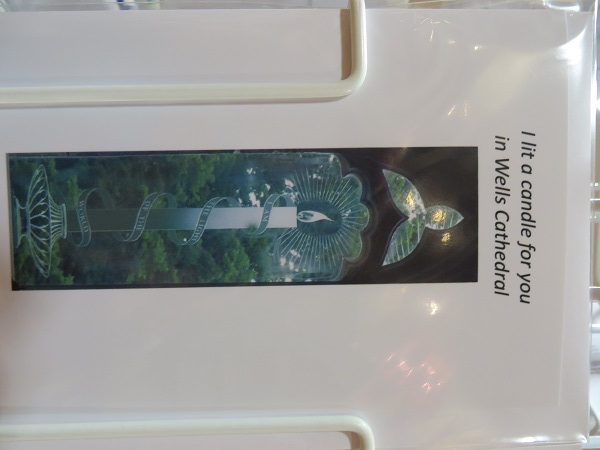 I lit a candle for you
in Wells Cathedral